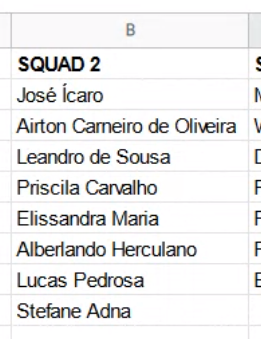 B
SQUAD 2
José Ícaro
Airton Carneiro de Oliveira
Leandro de Sousa
Priscila Carvalho
Elissandra Maria
Alberlando Herculano
Lucas Pedrosa
Stefane Adna